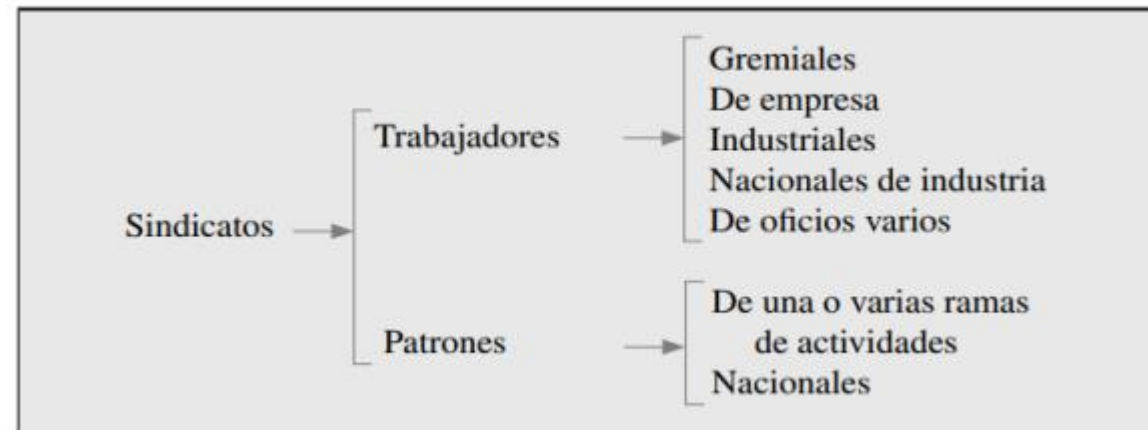 Sindicatos
Trabajadores
Gremiales
De empresa
Industriales
Nacionales de industria
De oficios varios
Patrones
De una o varias ramas
de actividades
Nacionales